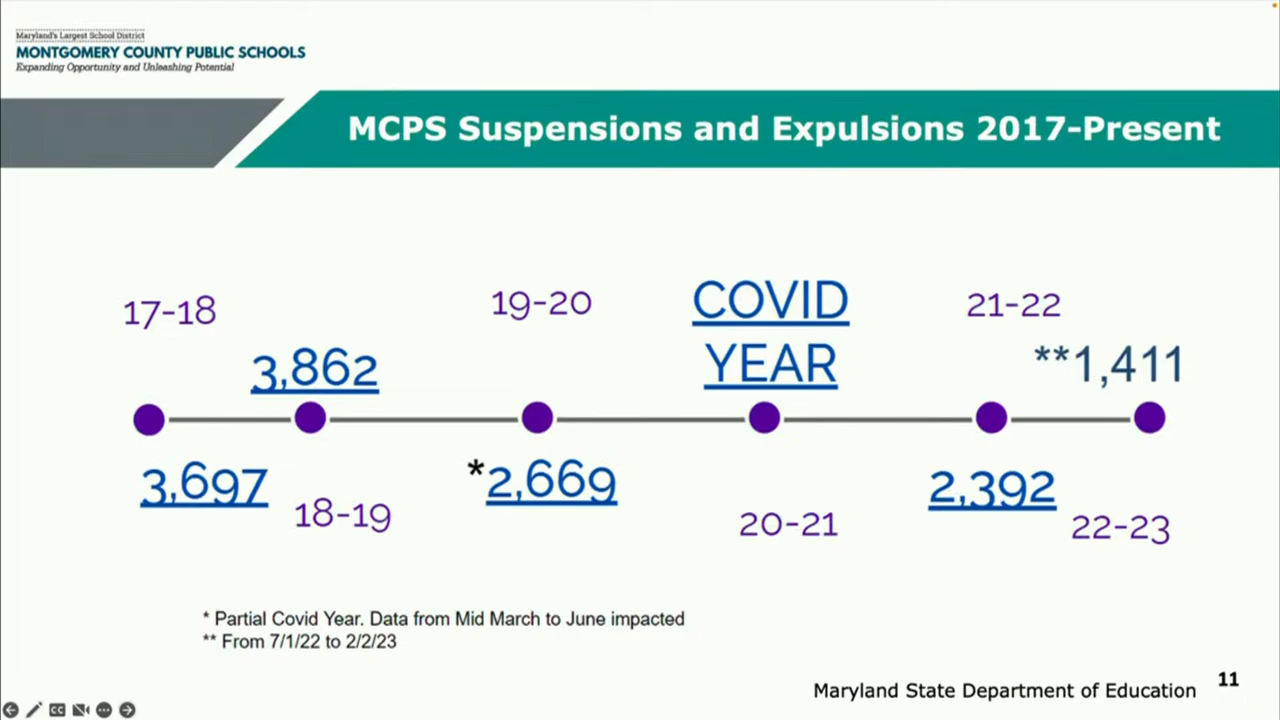 Maryland's Largest School District
MONTGOMERY COUNTY PUBLIC SCHOOLS
Expanding Opportunity and Unleashing Potential
MCPS Suspensions and Expulsions 2017-Present
17-18
3,697
3,862
18-19
19-20
*2,669
COVID
YEAR
20-21
21-22
2,392
**1,411
22-23
* Partial Covid Year. Data from Mid March to June impacted
** From 7/1/22 to 2/2/23
Maryland State Department of Education
11
CC